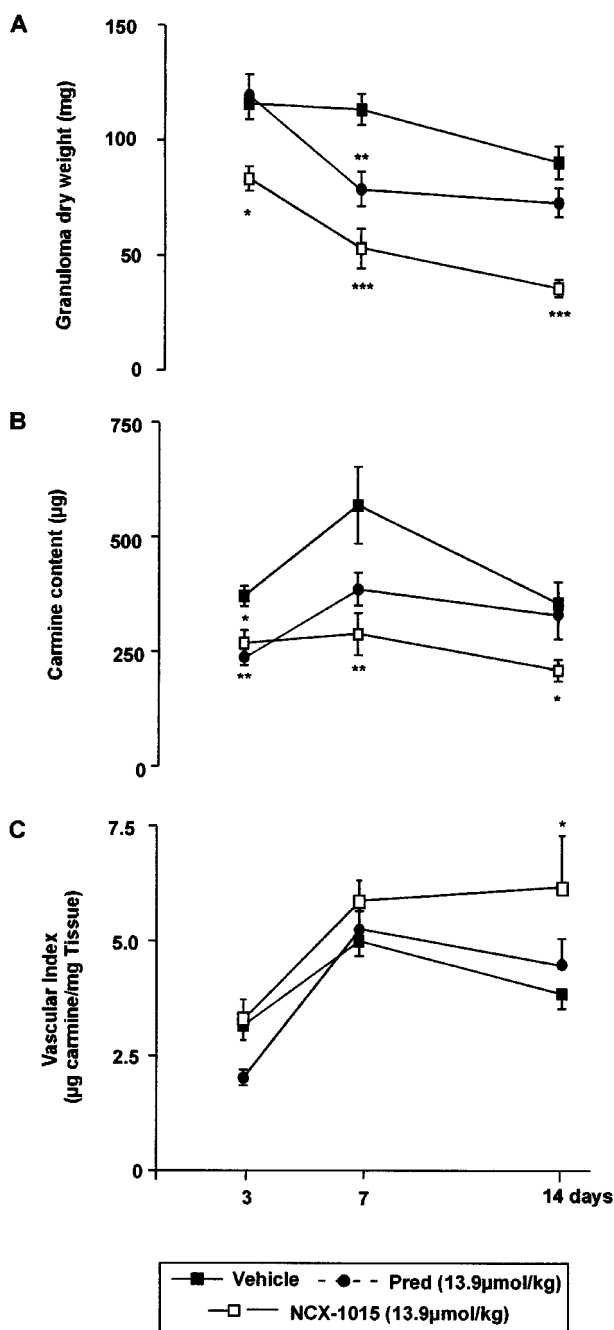 A
Granuloma dry weight (mg)
150
100
50
0
*
**
***
***
B
Carmine content (µg)
750
500
250
0
*
**
**
*
C
Vascular Index
(µg carmine/mg Tissue)
7.5
5.0
2.5
0
*
3 7 14 days
Vehicle Pred (13.9µmol/kg)
NCX-1015 (13.9µmol/kg)